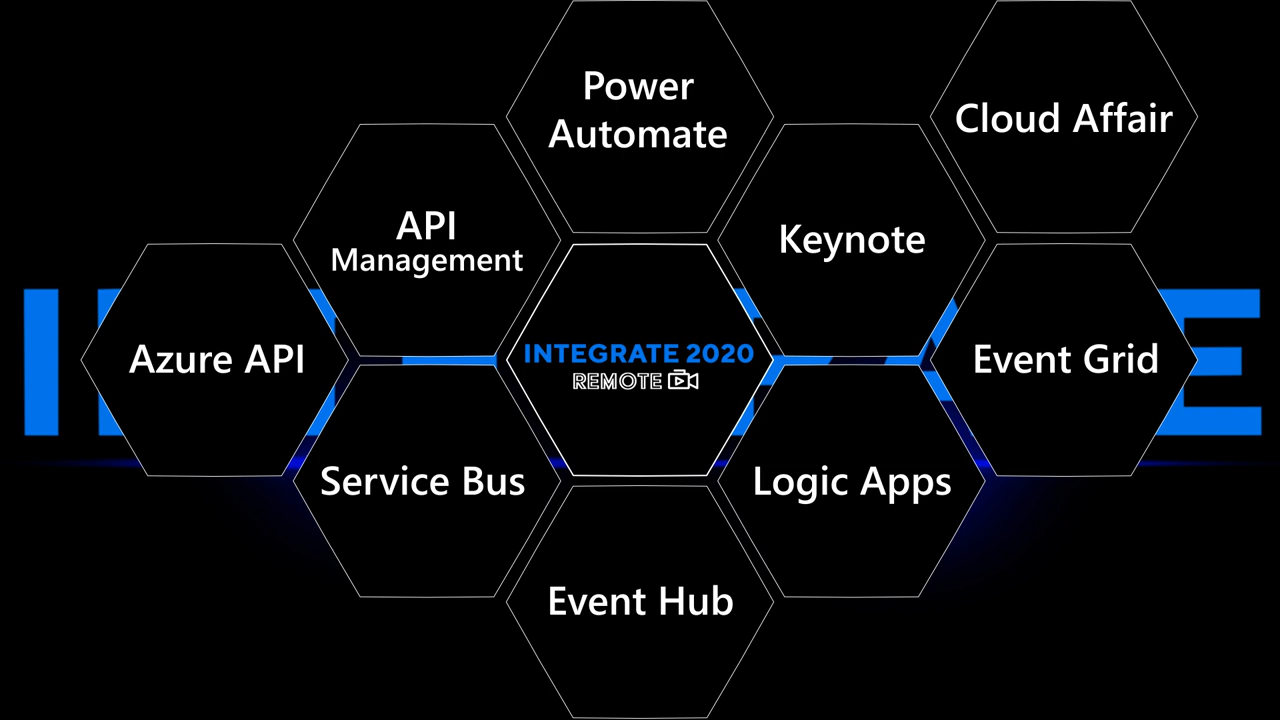 Power
Automate
Cloud Affair
API
Management
Keynote
Azure API
INTEGRATE 2020
REMOTE
Event Grid
Service Bus
Logic Apps
Event Hub